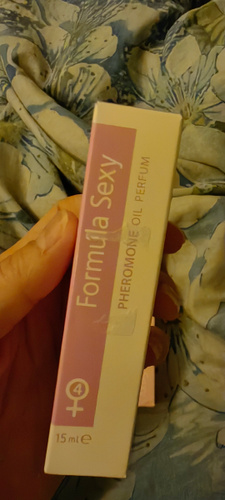 Formula Sexy
PHEROMONE OIL PERFUM
4
15 ml ℮